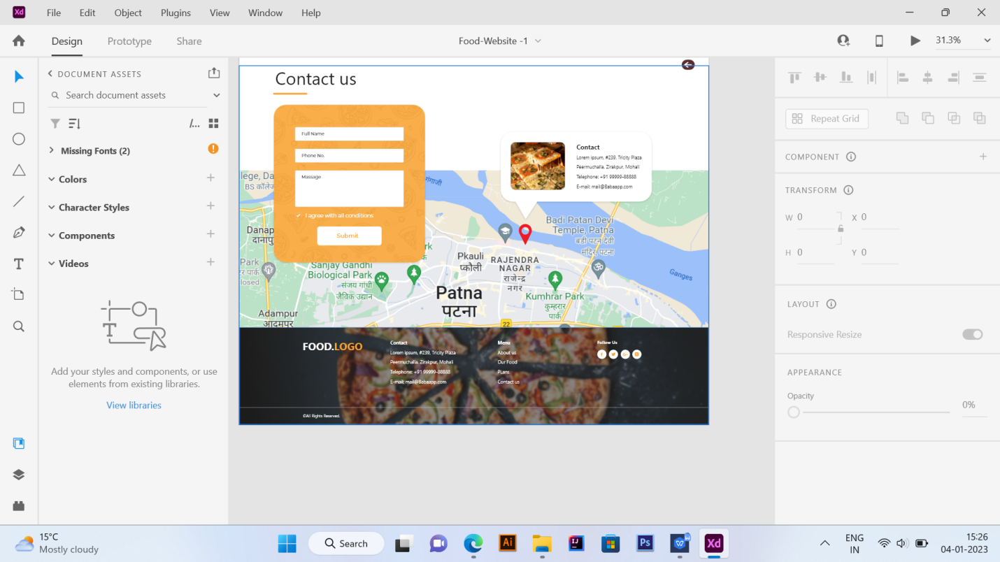 Xd File Edit Object Plugins View Window Help
Design Prototype Share
Food-Website -1
31.3%
DOCUMENT ASSETS
Search document assets
/...
Missing Fonts (2)
Colors
Character Styles
Components
Videos
Add your styles and components, or use
elements from existing libraries.
View libraries
Contact us
Full Name
Phone No.
Massage
I agree with all conditions
Submit
Contact
Lorem ipsum, #239, Tricity Plaza
Peermuchalla. Zirakpur, Mohali
Telephone: +91 99999-88888
E-mail: mail@Babaapp.com
lege, Da
BS कॉलेज
गंगाजी
Danap
दानापु
Park
र पार्क
losed
rk
क
Sanjay Gandhi
Biological Park
संजय गांधी
जैविक उद्यान
Adampur
आदमपुर
Pkauli
फ्कौली
RAJENDRA
NAGAR
राजेन्द्र
नगर
Badi Patan Devi
Temple, Patna
बड़ी पटन देवी
मंदिर, पटना
Patna
पटना
Kumhrar Park
कुम्हरार
पार्क
Ganges
22
FOOD.LOGO
Contact
Lorem ipsum, #239, Tricity Plaza
Peermuchalla. Zirakpur, Mohali
Telephone: +91 99999-88888
E-mail: mail@Babaapp.com
Menu
About us
Our Food
PLans
Contact us
Follow Us
©All Rights Reserved.
Repeat Grid
COMPONENT
TRANSFORM
W 0 X 0
H 0 Y 0
LAYOUT
Responsive Resize
APPEARANCE
Opacity
0%
15°C
Mostly cloudy
Search
Ai
IJ
Ps
W
Xd
ENG
IN
15:26
04-01-2023